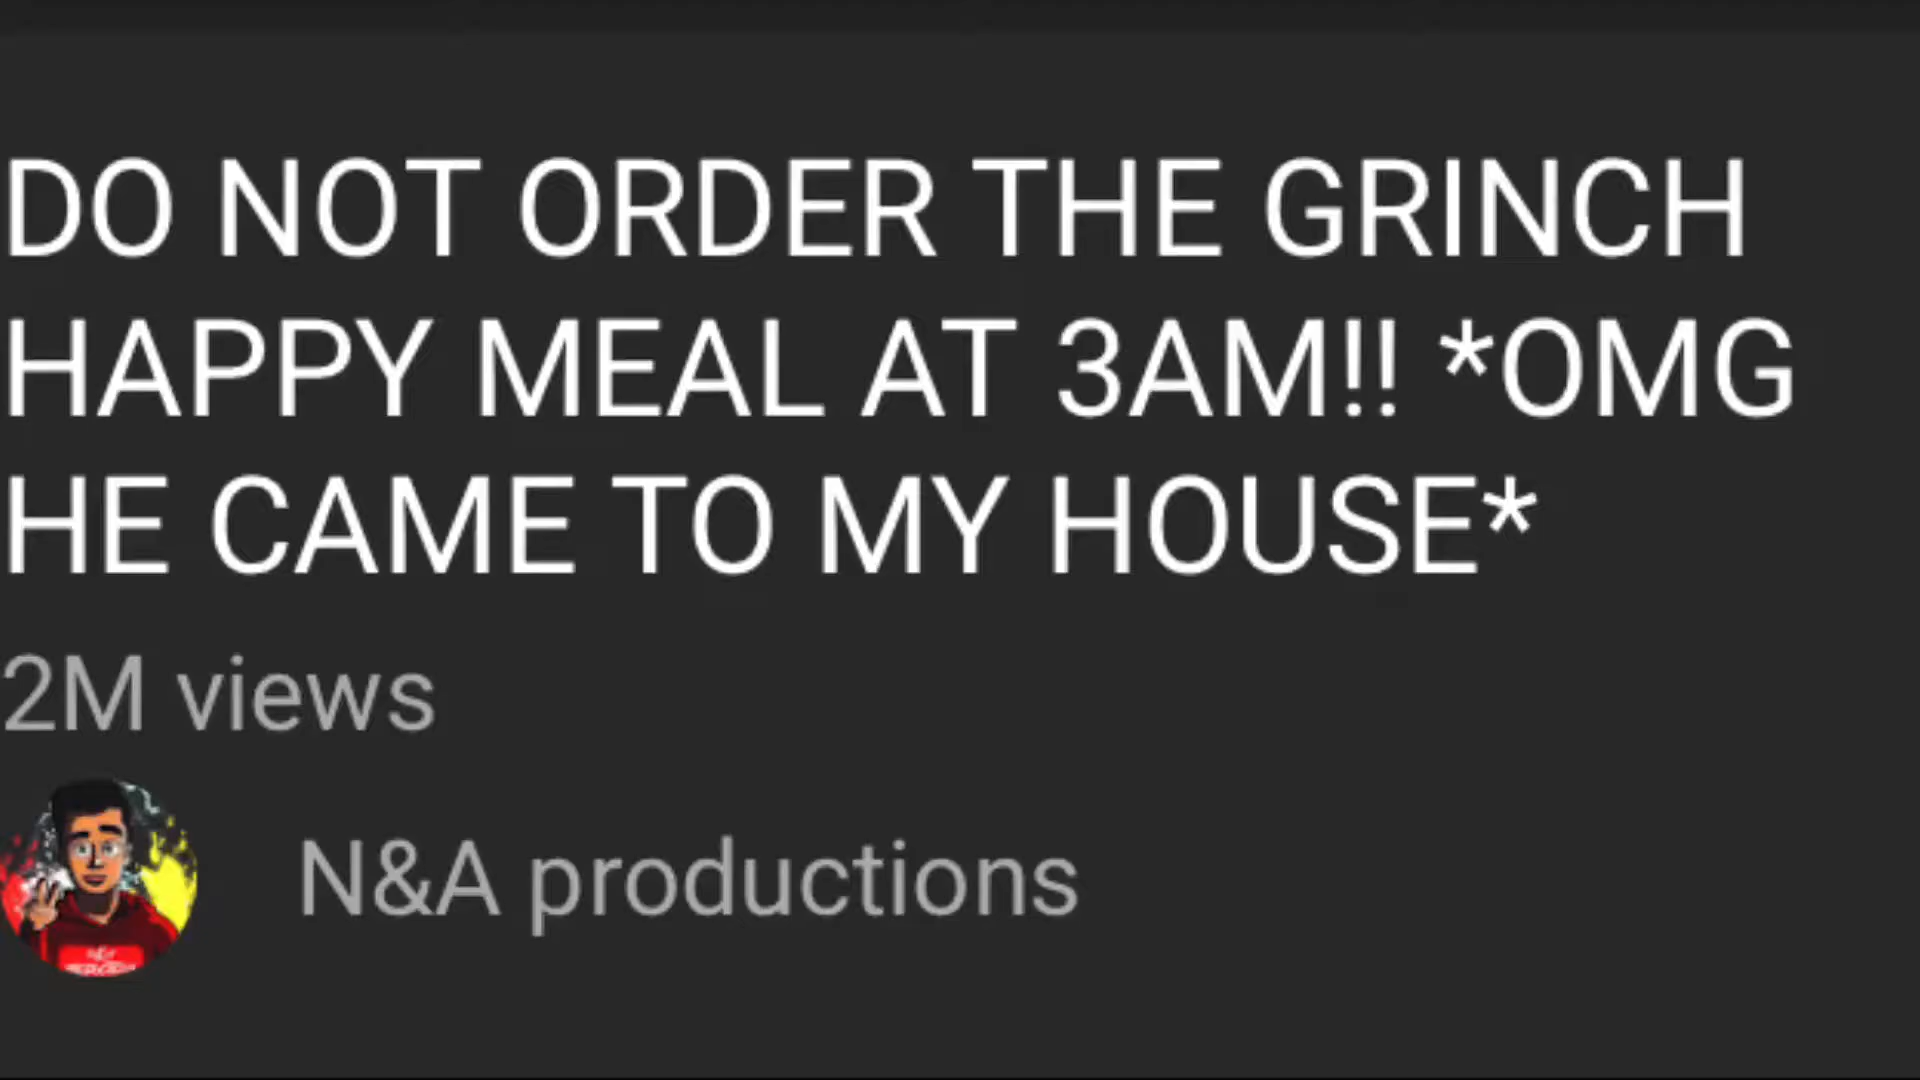 DO NOT ORDER THE GRINCH
HAPPY MEAL AT 3AM!! *OMG
HE CAME TO MY HOUSE*
2M views
N&A productions